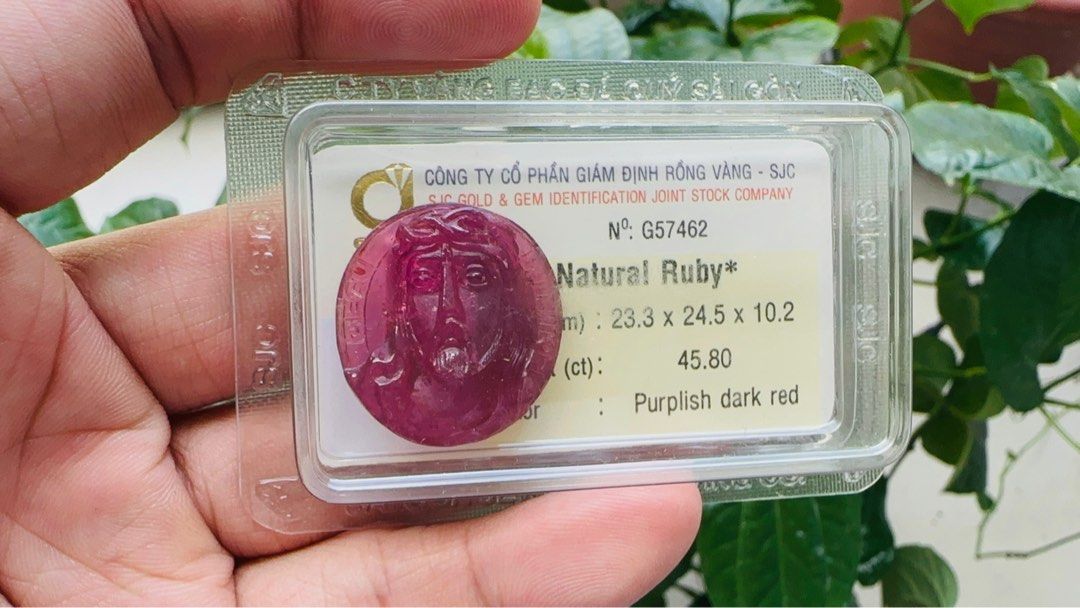 CÔNG TY CỔ PHẦN GIÁM ĐỊNH RỒNG VÀNG - SJC
SJC GOLD & GEM IDENTIFICATION JOINT STOCK COMPANY
Nº: G57462
Natural Ruby*
m) : 23.3 x 24.5 x 10.2
(ct) : 45.80
or : Purplish dark red
SJC
SJC
SJC
SJC